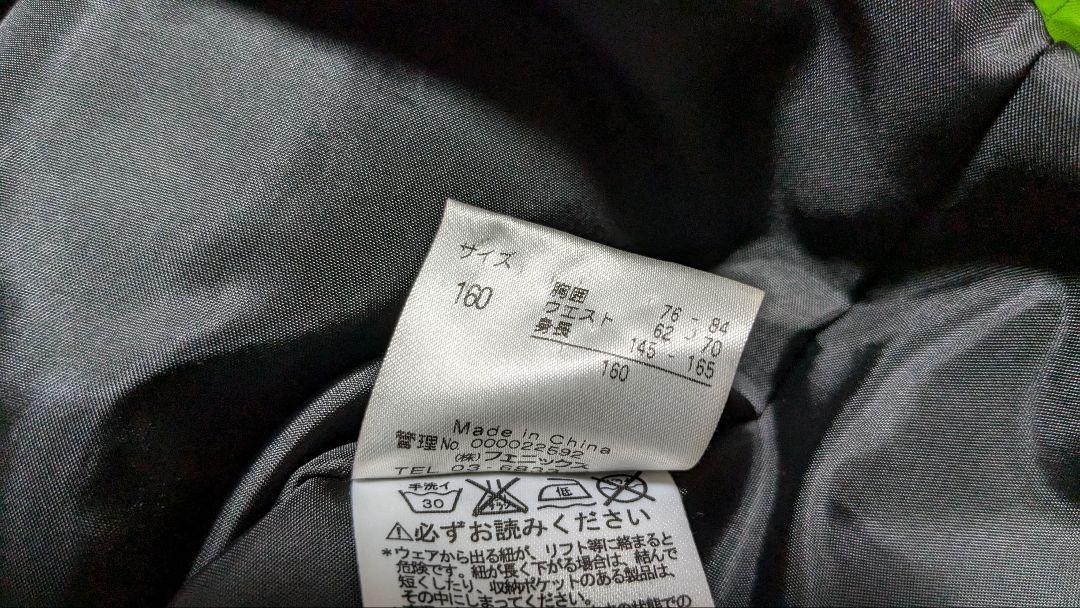 サイズ
160
胸囲 76 - 84
ウエスト 62 - 70
身長 145 - 165
160
Made in China
管理No. 000022592
(株)フェニックス
TEL 03-683
手洗イ
30
低
⚠必ずお読みください
*ウェアから出る紐が、リフト等に絡まると
危険です。紐が長く下がる場合は、結んで
短くしたり、収納ポケットのある製品は、
その中にしまってください。
の状態での